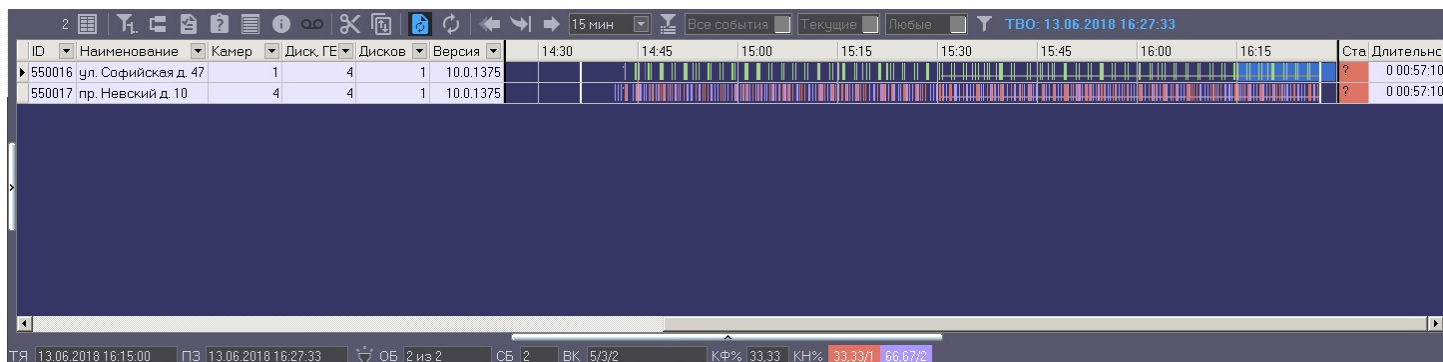 2 15 мин Все события Текущие Любые ТВО: 13.06.2018 16:27:33
ID Наименование Камер Диск, ГБ Дисков Версия 14:30 14:45 15:00 15:15 15:30 15:45 16:00 16:15 Ста Длительнс
550016 ул. Софийская д. 47 1 4 1 10.0.1375 ? 0 00:57:10
550017 пр. Невский д. 10 4 4 1 10.0.1375 ? 0 00:57:10
ТЯ 13.06.2018 16:15:00 ПЗ 13.06.2018 16:27:33 ОБ 2 из 2 СБ 2 ВК 5/3/2 КФ% 33,33 КН% 33,33/1 66,67/2